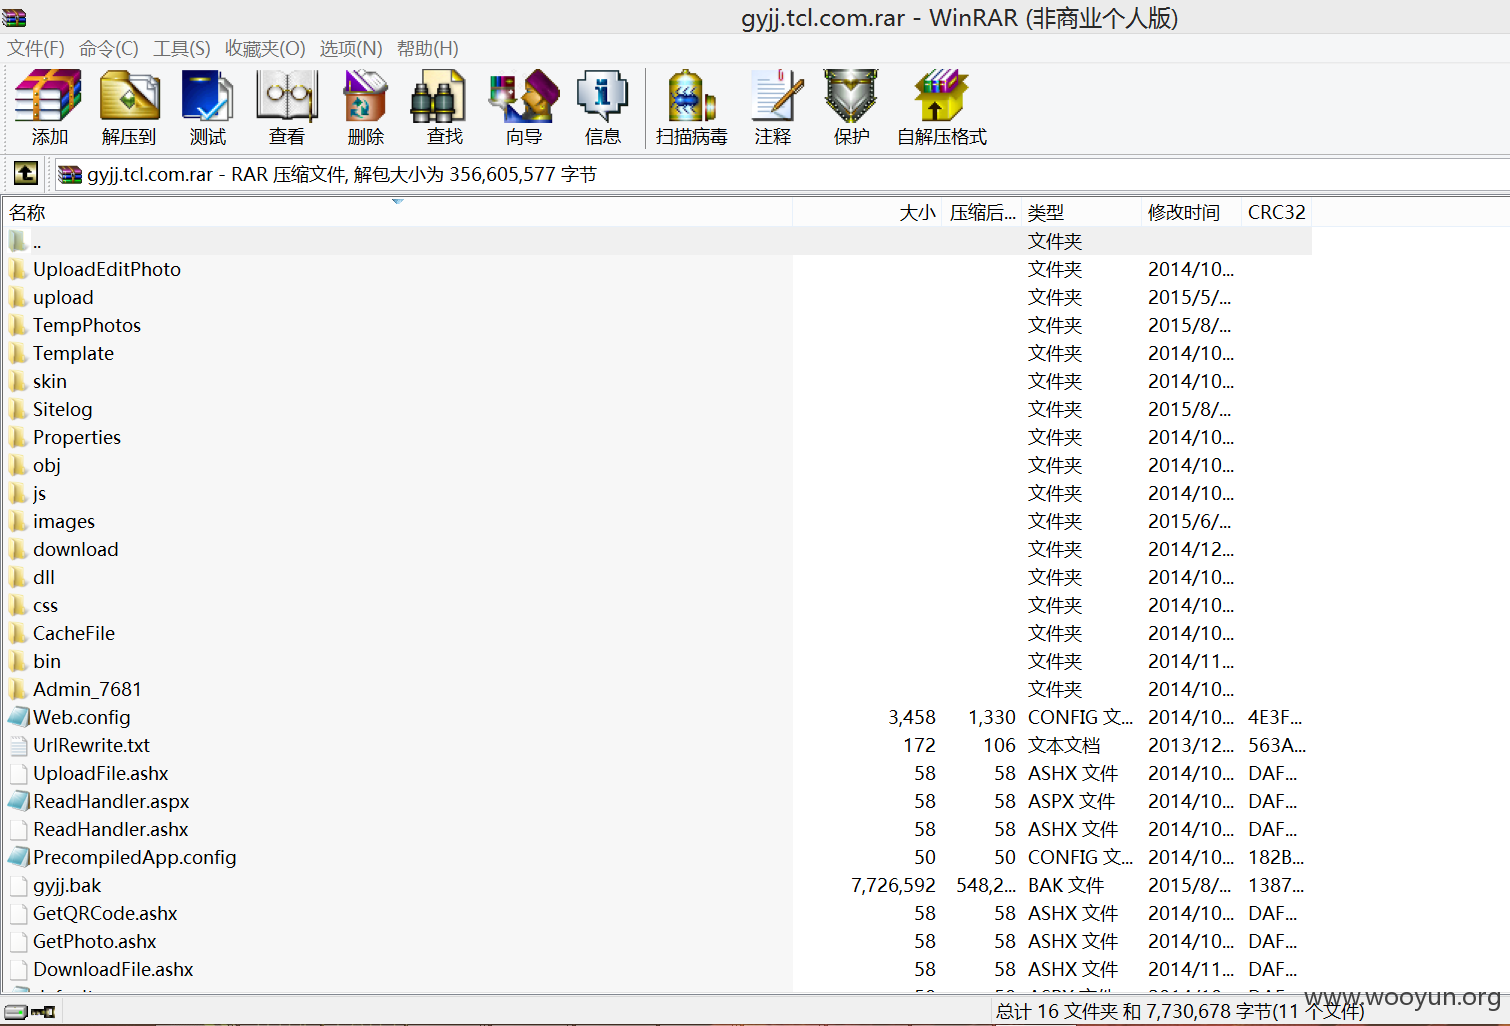 gyjj.tcl.com.rar - WinRAR (非商业个人版)
文件(F) 命令(C) 工具(S) 收藏夹(O) 选项(N) 帮助(H)
添加 解压到 测试 查看 删除 查找 向导 信息 扫描病毒 注释 保护 自解压格式
gyjj.tcl.com.rar - RAR 压缩文件, 解包大小为 356,605,577 字节
名称 大小 压缩后... 类型 修改时间 CRC32
.. 文件夹
UploadEditPhoto 文件夹 2014/10...
upload 文件夹 2015/5/...
TempPhotos 文件夹 2015/8/...
Template 文件夹 2014/10...
skin 文件夹 2014/10...
Sitelog 文件夹 2015/8/...
Properties 文件夹 2014/10...
obj 文件夹 2014/10...
js 文件夹 2014/10...
images 文件夹 2015/6/...
download 文件夹 2014/12...
dll 文件夹 2014/10...
css 文件夹 2014/10...
CacheFile 文件夹 2014/10...
bin 文件夹 2014/11...
Admin_7681 文件夹 2014/10...
Web.config 3,458 1,330 CONFIG 文... 2014/10... 4E3F...
UrlRewrite.txt 172 106 文本文档 2013/12... 563A...
UploadFile.ashx 58 58 ASHX 文件 2014/10... DAF...
ReadHandler.aspx 58 58 ASPX 文件 2014/10... DAF...
ReadHandler.ashx 58 58 ASHX 文件 2014/10... DAF...
PrecompiledApp.config 50 50 CONFIG 文... 2014/10... 182B...
gyjj.bak 7,726,592 548,2... BAK 文件 2015/8/... 1387...
GetQRCode.ashx 58 58 ASHX 文件 2014/10... DAF...
GetPhoto.ashx 58 58 ASHX 文件 2014/10... DAF...
DownloadFile.ashx 58 58 ASHX 文件 2014/11... DAF...
总计 16 文件夹 和 7,730,678 字节(11 个文件)
www.wooyun.org